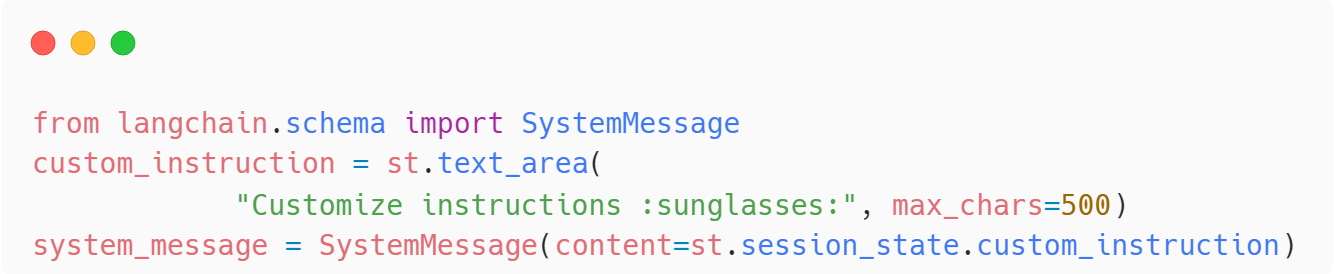 from langchain.schema import SystemMessage
custom_instruction = st.text_area(
            "Customize instructions :sunglasses:", max_chars=500)
system_message = SystemMessage(content=st.session_state.custom_instruction)